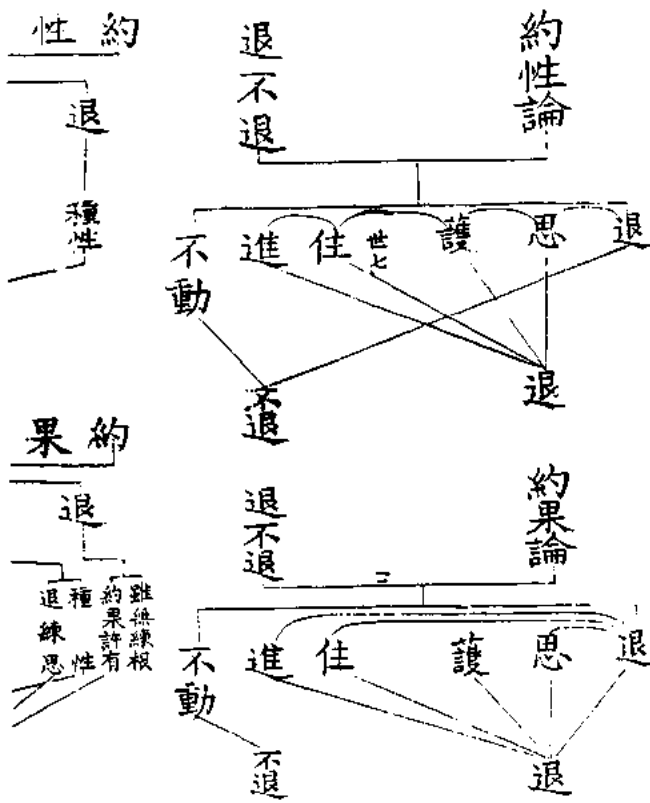 約性論
退不退
退
思
護
世七
住
進
不動
退
不退
約性
退
種性
約果論
退不退
二
退
思
護
住
進
不動
退
不退
約果
退
雖無練根
約果許有
種性
退練思